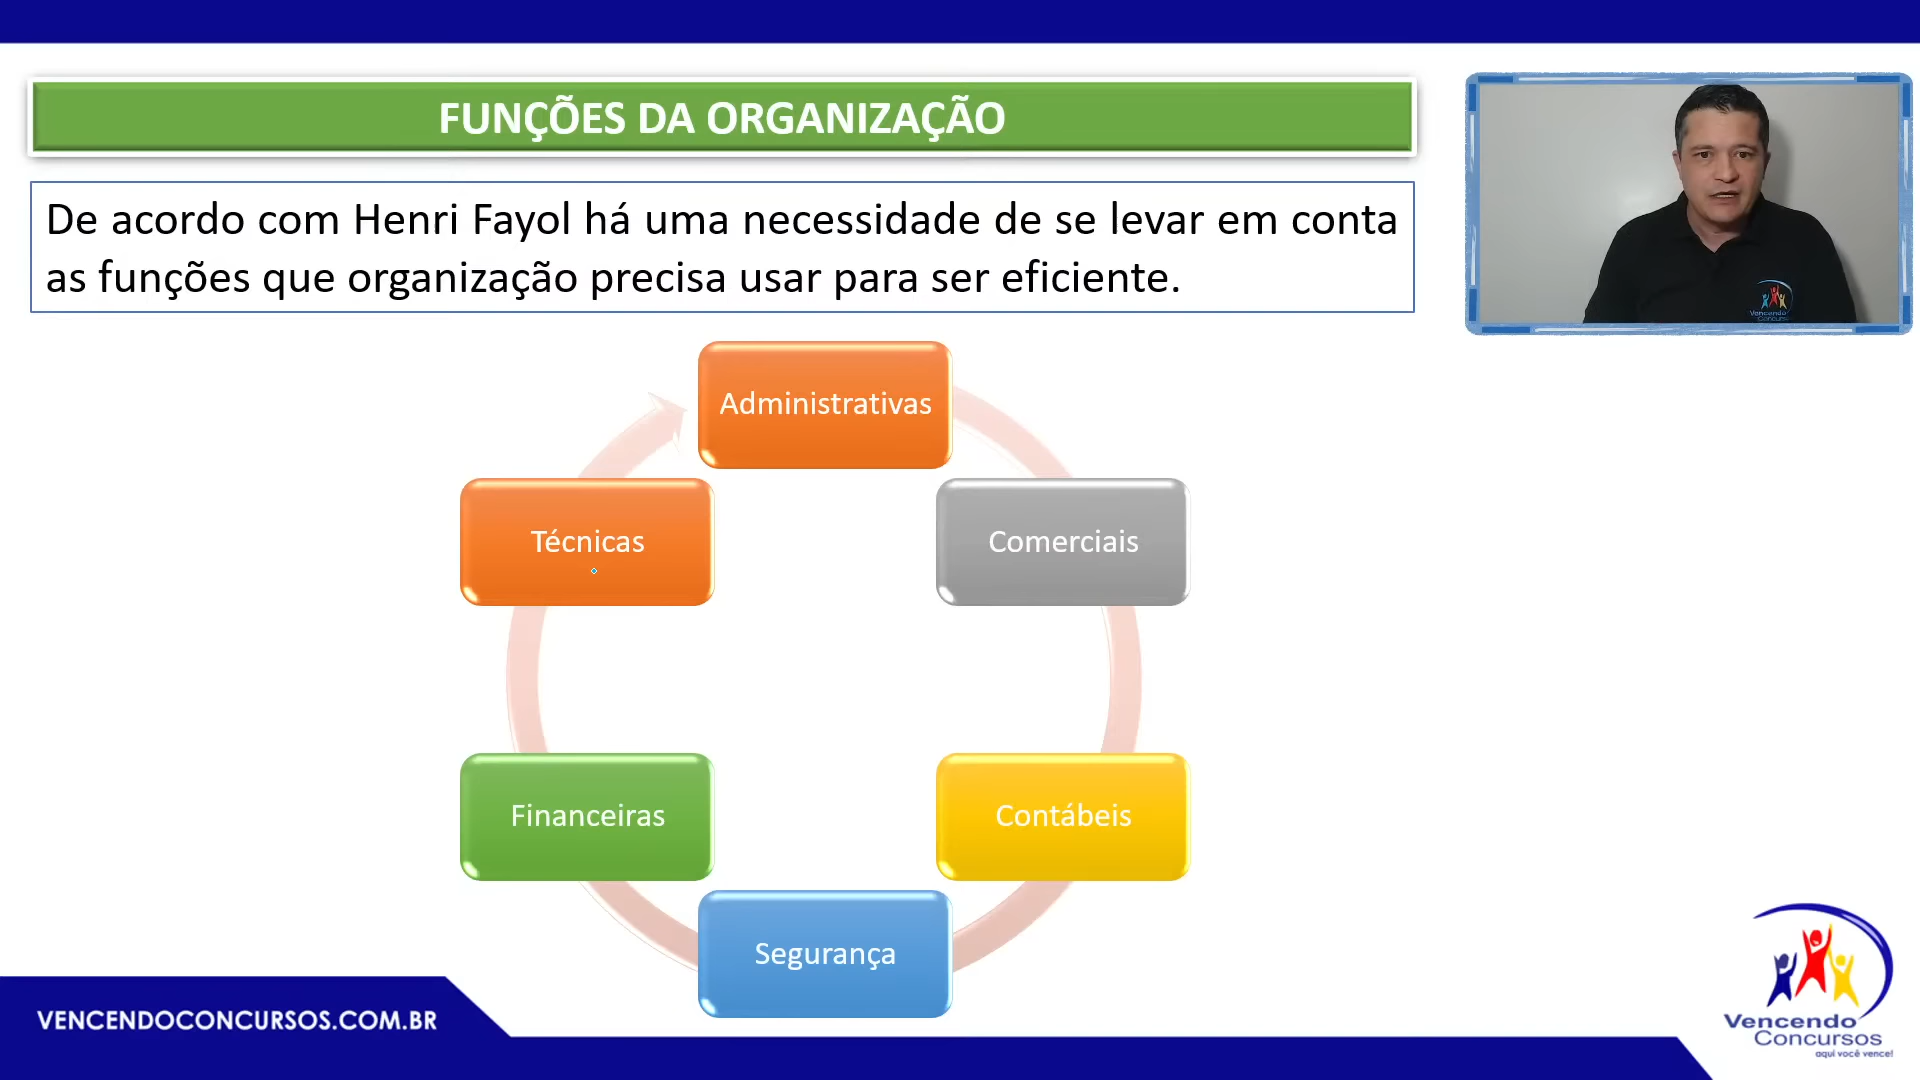 FUNÇÕES DA ORGANIZAÇÃO
De acordo com Henri Fayol há uma necessidade de se levar em conta
as funções que organização precisa usar para ser eficiente.
Administrativas
Técnicas
Comerciais
Financeiras
Contábeis
Segurança
VENCENDOCONCURSOS.COM.BR
Vencendo
Concursos
aqui você vence!
Vencendo
Concursos